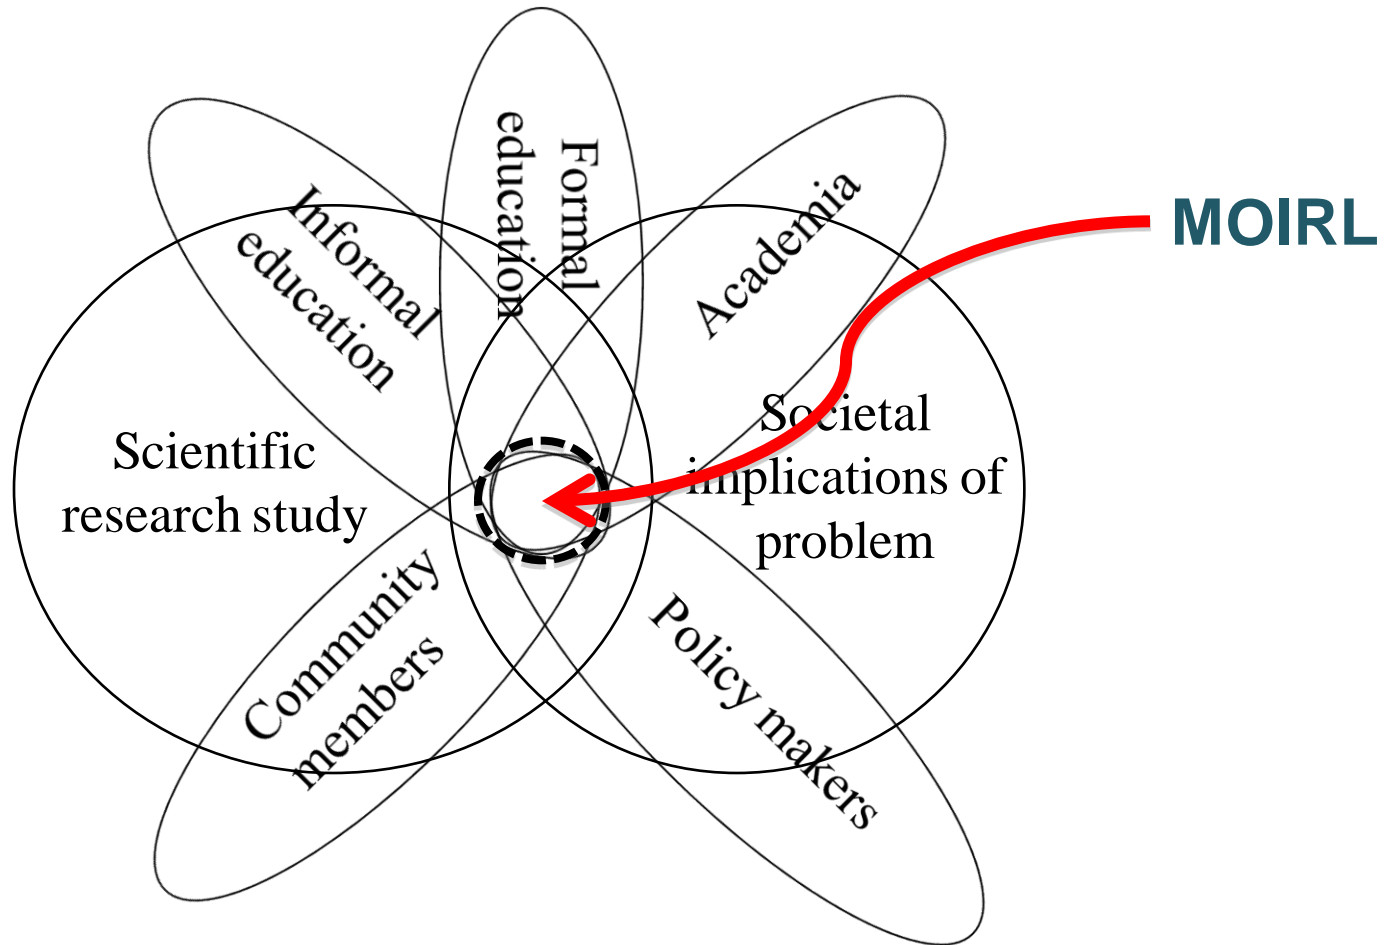 Formal
education
Informal
education
Academia
MOIRL
Scientific
research study
Societal
implications of
problem
Community
members
Policy makers